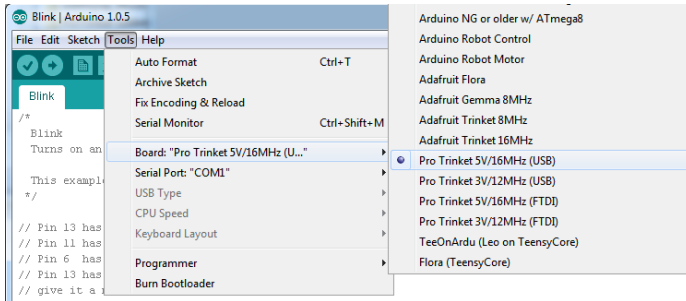 Blink | Arduino 1.0.5
File Edit Sketch Tools Help
Blink
/*
Blink
Turns on an
This example
*/
// Pin 13 has
// Pin 11 has
// Pin 6 has
// Pin 13 has
// give it a
Auto Format Ctrl+T
Archive Sketch
Fix Encoding & Reload
Serial Monitor Ctrl+Shift+M
Board: "Pro Trinket 5V/16MHz (U..."
Serial Port: "COM1"
USB Type
CPU Speed
Keyboard Layout
Programmer
Burn Bootloader
Arduino NG or older w/ ATmega8
Arduino Robot Control
Arduino Robot Motor
Adafruit Flora
Adafruit Gemma 8MHz
Adafruit Trinket 8MHz
Adafruit Trinket 16MHz
Pro Trinket 5V/16MHz (USB)
Pro Trinket 3V/12MHz (USB)
Pro Trinket 5V/16MHz (FTDI)
Pro Trinket 3V/12MHz (FTDI)
TeeOnArdu (Leo on TeensyCore)
Flora (TeensyCore)